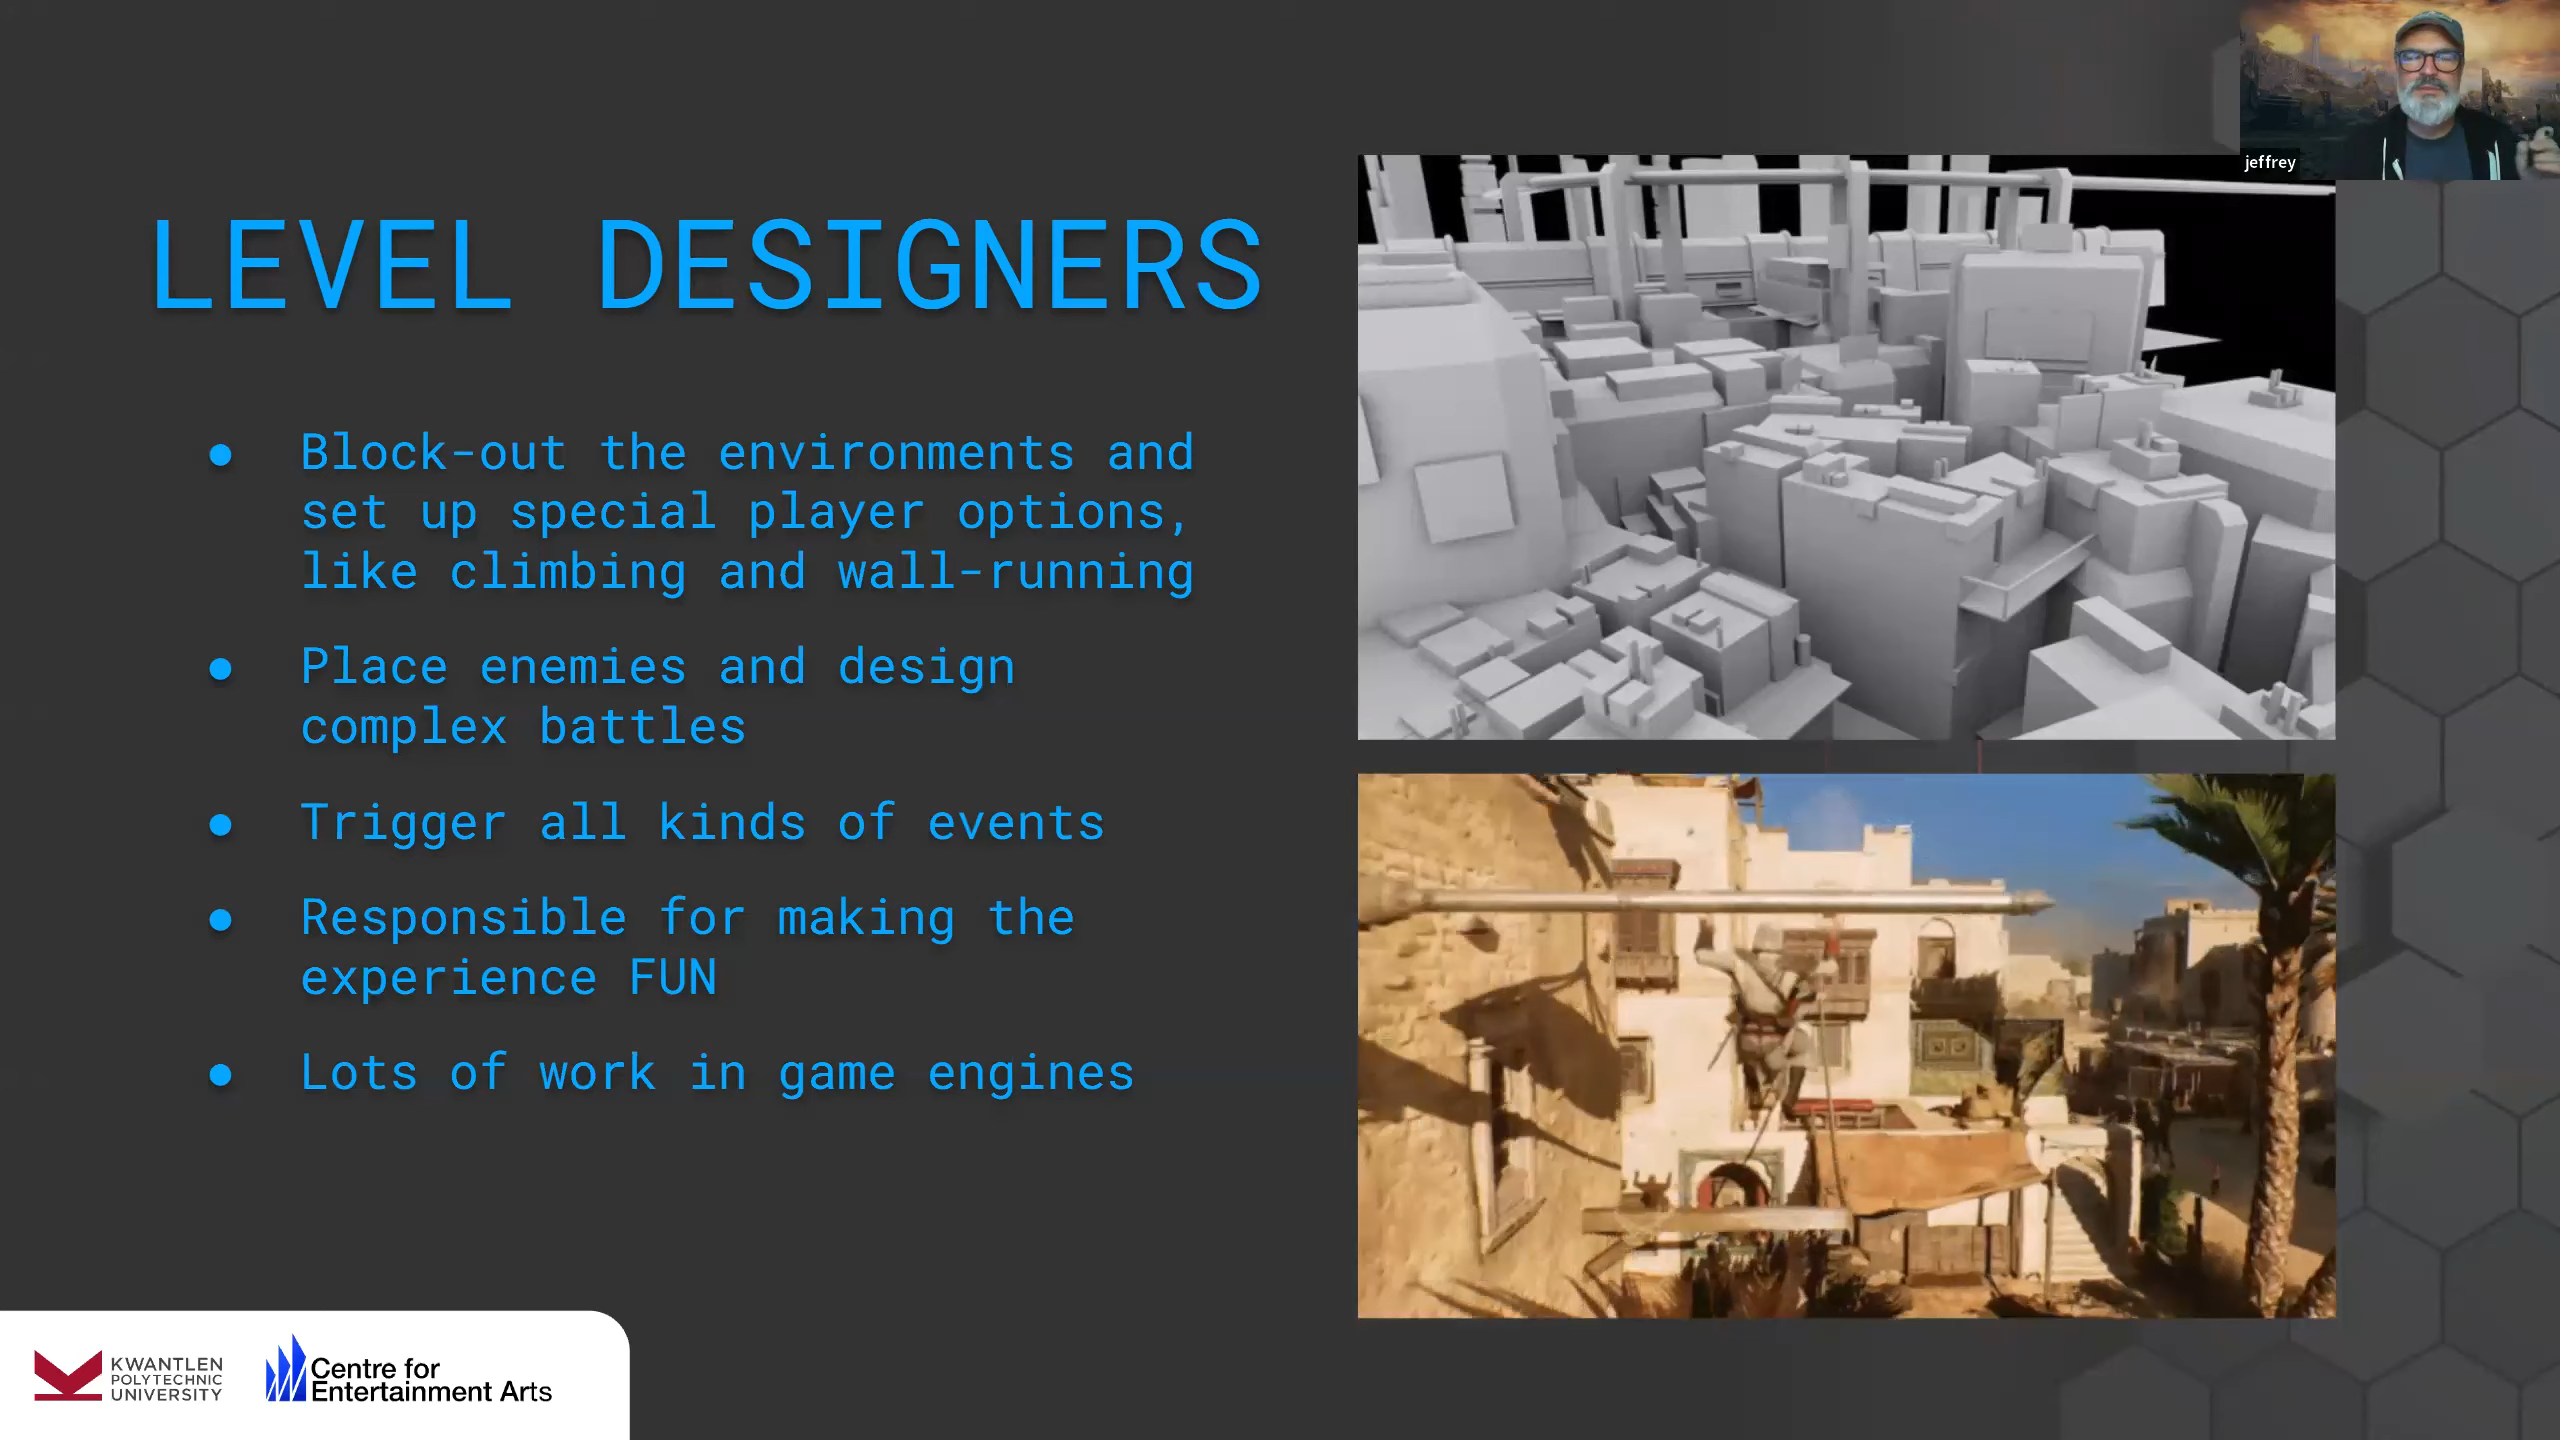 jeffrey
LEVEL DESIGNERS
● Block-out the environments and
set up special player options,
like climbing and wall-running
● Place enemies and design
complex battles
● Trigger all kinds of events
● Responsible for making the
experience FUN
● Lots of work in game engines
KWANTLEN
POLYTECHNIC
UNIVERSITY
Centre for
Entertainment Arts